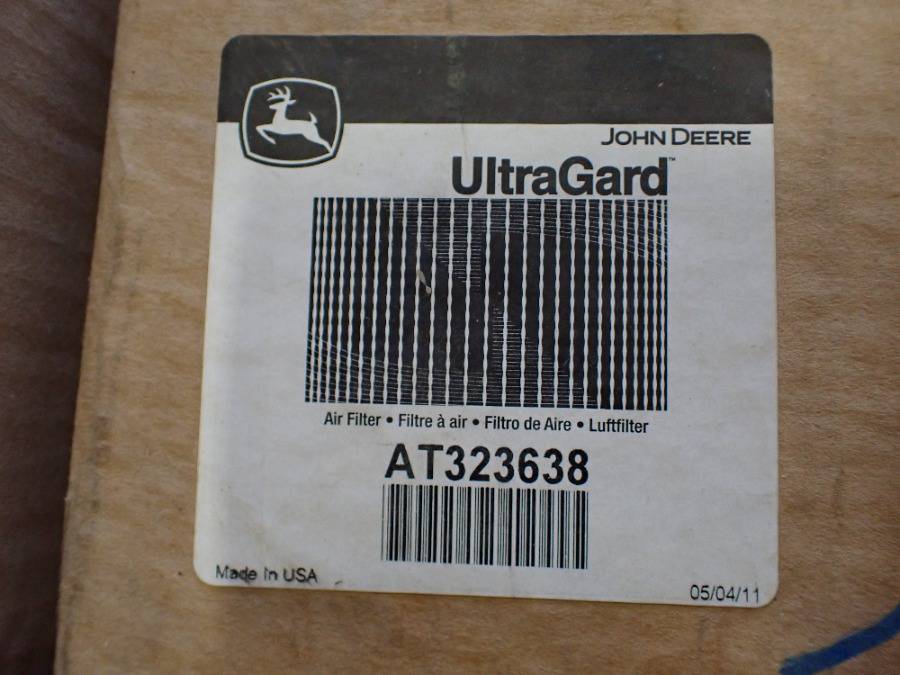 JOHN DEERE
UltraGard™
Air Filter • Filtre à air • Filtro de Aire • Luftfilter
AT323638
Made in USA
05/04/11